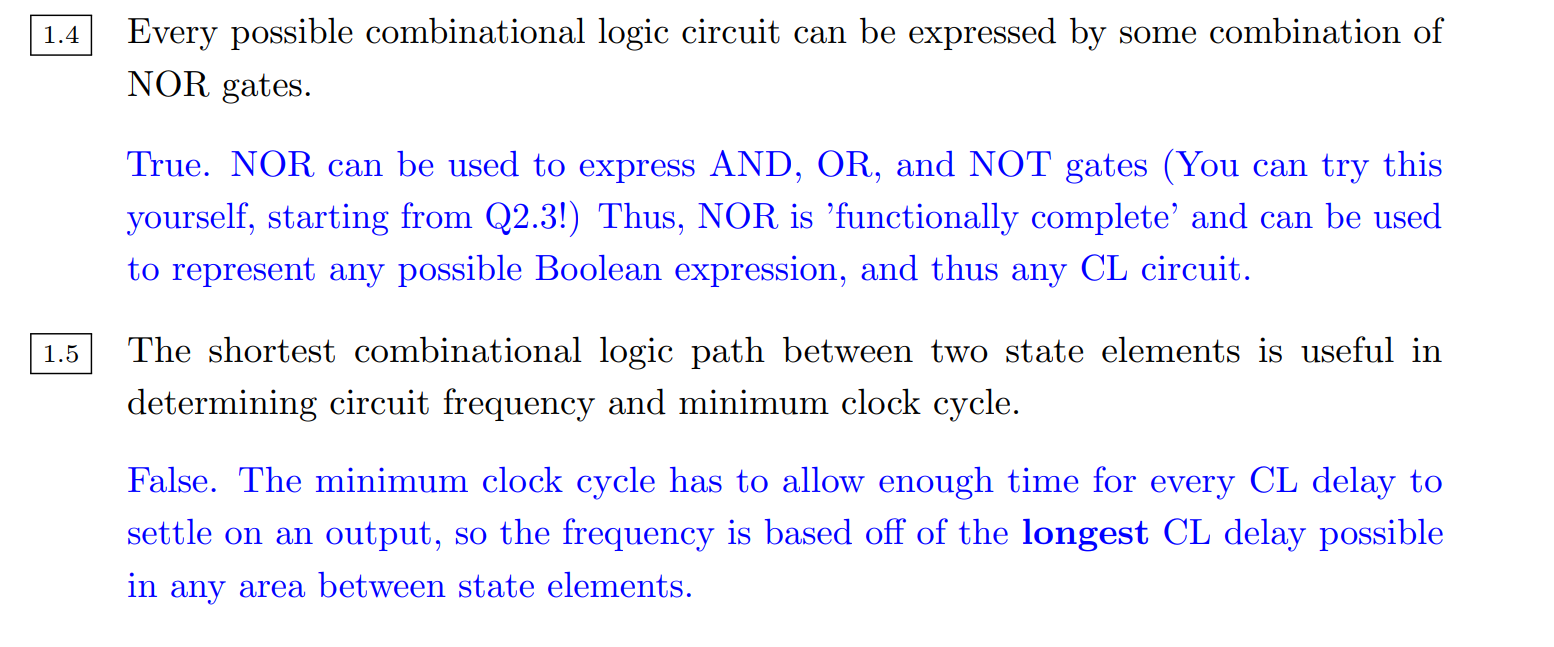 1.4 Every possible combinational logic circuit can be expressed by some combination of
NOR gates.
True. NOR can be used to express AND, OR, and NOT gates (You can try this
yourself, starting from Q2.3!) Thus, NOR is ’functionally complete’ and can be used
to represent any possible Boolean expression, and thus any CL circuit.
1.5 The shortest combinational logic path between two state elements is useful in
determining circuit frequency and minimum clock cycle.
False. The minimum clock cycle has to allow enough time for every CL delay to
settle on an output, so the frequency is based off of the longest CL delay possible
in any area between state elements.